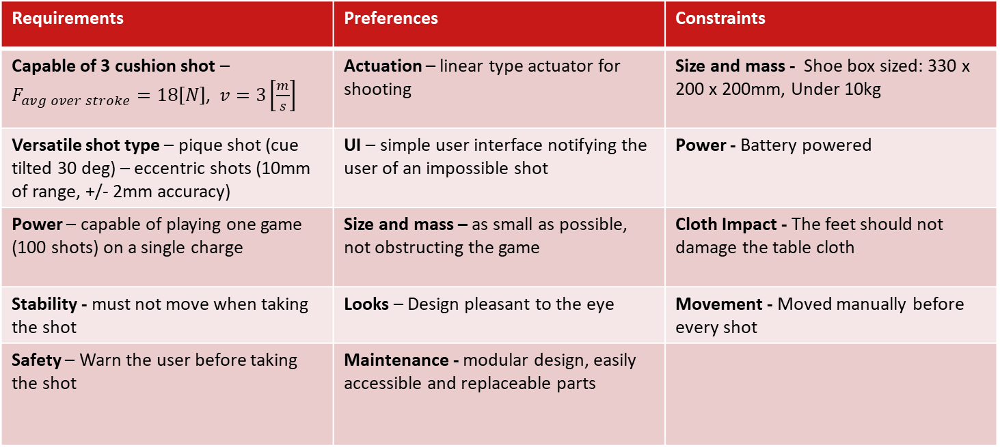 Requirements
Preferences
Constraints
Capable of 3 cushion shot –
F_avg over stroke = 18[N], v = 3 [m/s]
Actuation – linear type actuator for
shooting
Size and mass - Shoe box sized: 330 x
200 x 200mm, Under 10kg
Versatile shot type – pique shot (cue
tilted 30 deg) – eccentric shots (10mm
of range, +/- 2mm accuracy)
UI – simple user interface notifying the
user of an impossible shot
Power - Battery powered
Power – capable of playing one game
(100 shots) on a single charge
Size and mass – as small as possible,
not obstructing the game
Cloth Impact - The feet should not
damage the table cloth
Stability - must not move when taking
the shot
Looks – Design pleasant to the eye
Movement - Moved manually before
every shot
Safety – Warn the user before taking
the shot
Maintenance - modular design, easily
accessible and replaceable parts